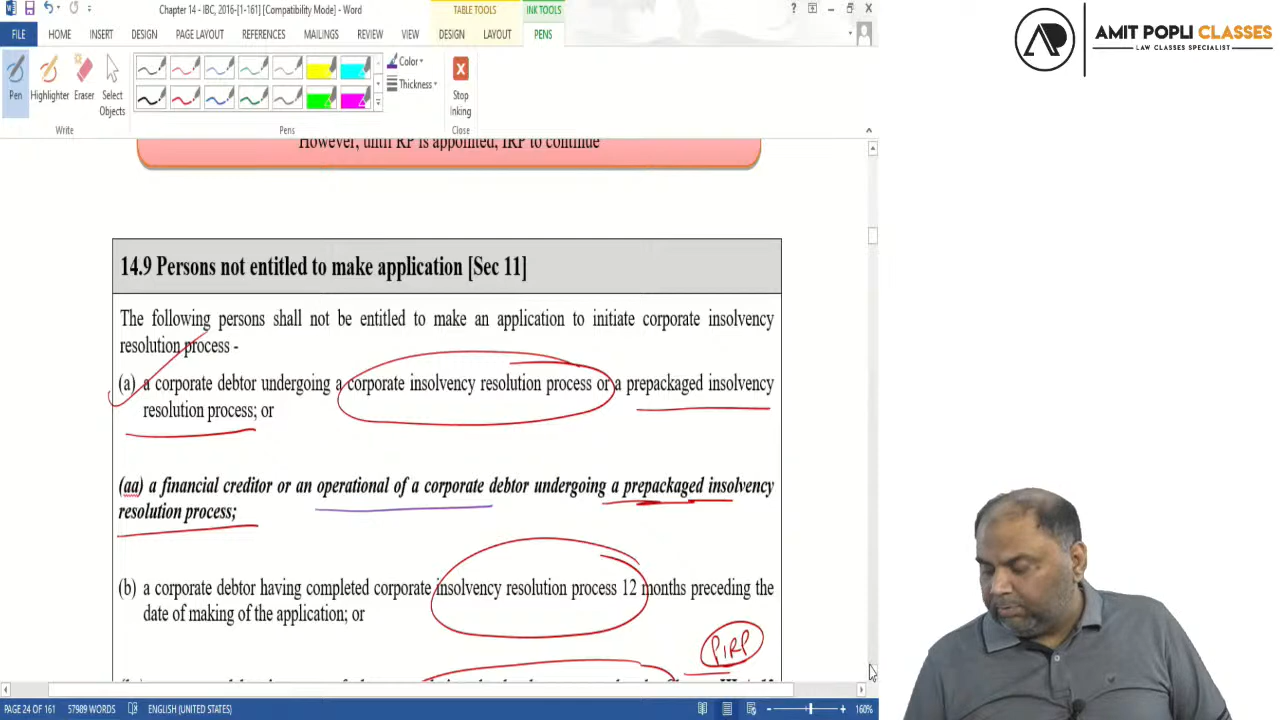 Chapter 14 - IBC, 2016-[1-161] [Compatibility Mode] - Word
TABLE TOOLS
INK TOOLS
FILE HOME INSERT DESIGN PAGE LAYOUT REFERENCES MAILINGS REVIEW VIEW DESIGN LAYOUT PENS
Pen Highlighter Eraser Select Objects
Color
Thickness
Stop Inking
Write Pens Close
AMIT POPLI CLASSES
LAW CLASSES SPECIALIST
However, until RP is appointed, IRP to continue
14.9 Persons not entitled to make application [Sec 11]
The following persons shall not be entitled to make an application to initiate corporate insolvency
resolution process -
(a) a corporate debtor undergoing a corporate insolvency resolution process or a prepackaged insolvency
resolution process; or
(aa) a financial creditor or an operational of a corporate debtor undergoing a prepackaged insolvency
resolution process;
(b) a corporate debtor having completed corporate insolvency resolution process 12 months preceding the
date of making of the application; or
PIRP
PAGE 24 OF 161 57989 WORDS ENGLISH (UNITED STATES) 160%